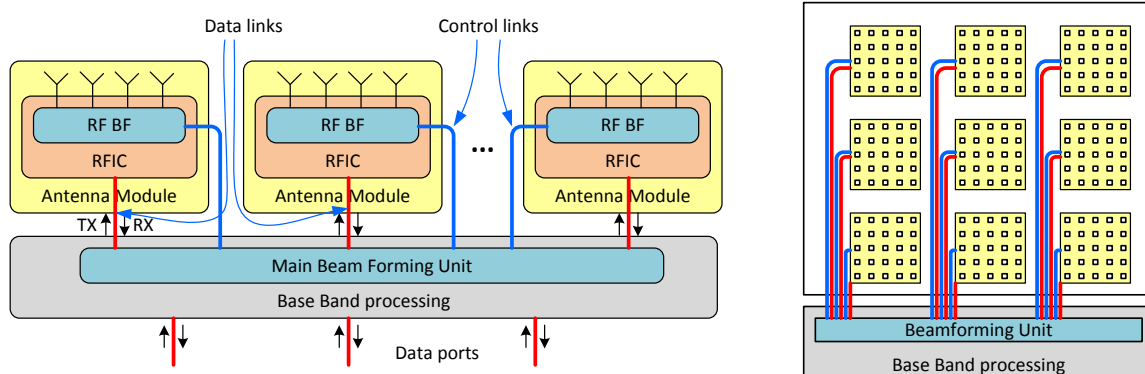 Data links
Control links
RF BF
RF BF
RF BF
...
RFIC
RFIC
RFIC
Antenna Module
Antenna Module
Antenna Module
TX
RX
Main Beam Forming Unit
Base Band processing
Data ports
Beamforming Unit
Base Band processing